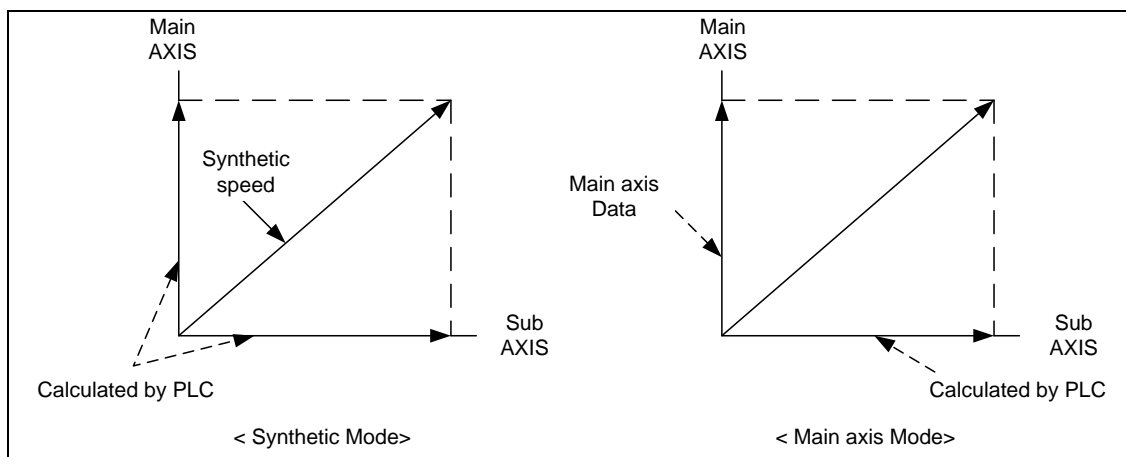 Main
AXIS
Synthetic
speed
Sub
AXIS
Calculated by PLC
< Synthetic Mode>
Main
AXIS
Main axis
Data
Sub
AXIS
Calculated by PLC
< Main axis Mode>